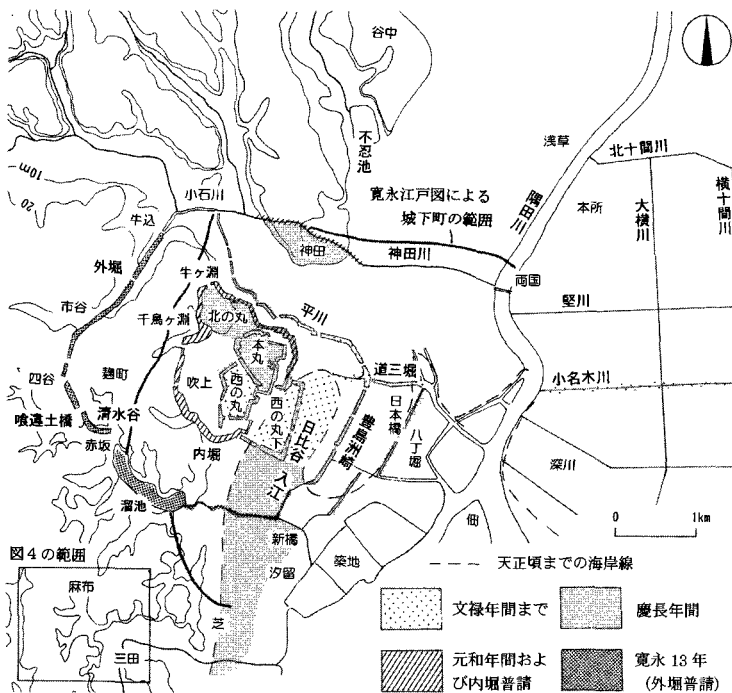 谷中
不忍池
浅草
北十間川
横十間川
大横川
本所
隅田川
10m
20
小石川
牛込
寛永江戸図による
城下町の範囲
神田
神田川
両国
外堀
牛ヶ淵
竪川
市谷
千鳥ヶ淵
北の丸
平川
本丸
道三堀
小名木川
四谷
麹町
吹上
西の丸
西の丸下
日比谷
入江
豊島洲崎
日本橋
八丁堀
喰違土橋
清水谷
赤坂
内堀
深川
溜池
佃
0 1km
新橋
汐留
築地
図4の範囲
麻布
芝
三田
天正頃までの海岸線
文禄年間まで
慶長年間
元和年間およ
び内堀普請
寛永13年
(外堀普請)